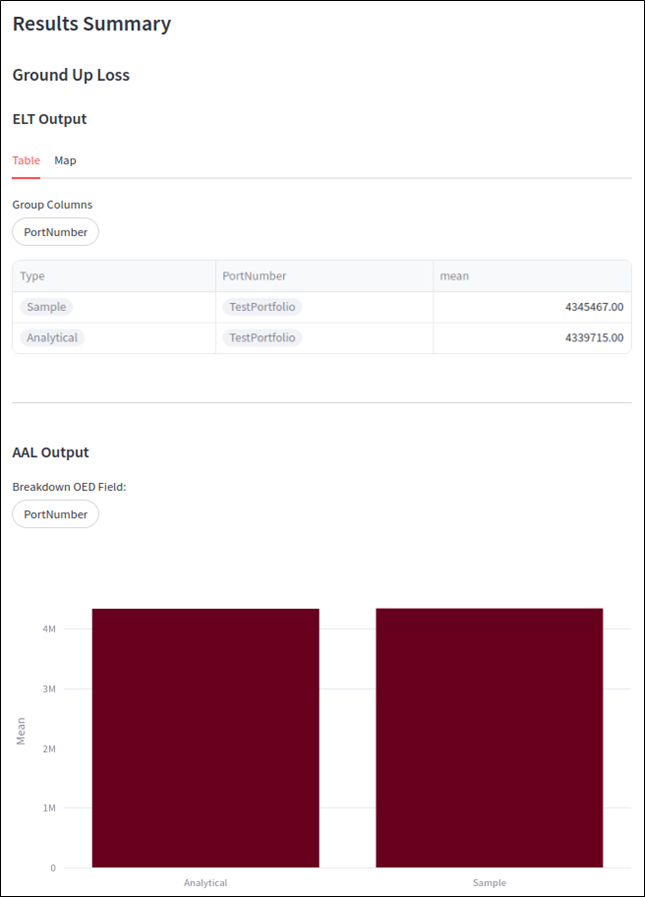 Results Summary
Ground Up Loss
ELT Output
Table Map
Group Columns
PortNumber
Type PortNumber mean
Sample TestPortfolio 4345467.00
Analytical TestPortfolio 4339715.00
AAL Output
Breakdown OED Field:
PortNumber
4M
3M
2M
1M
0
Mean
Analytical Sample